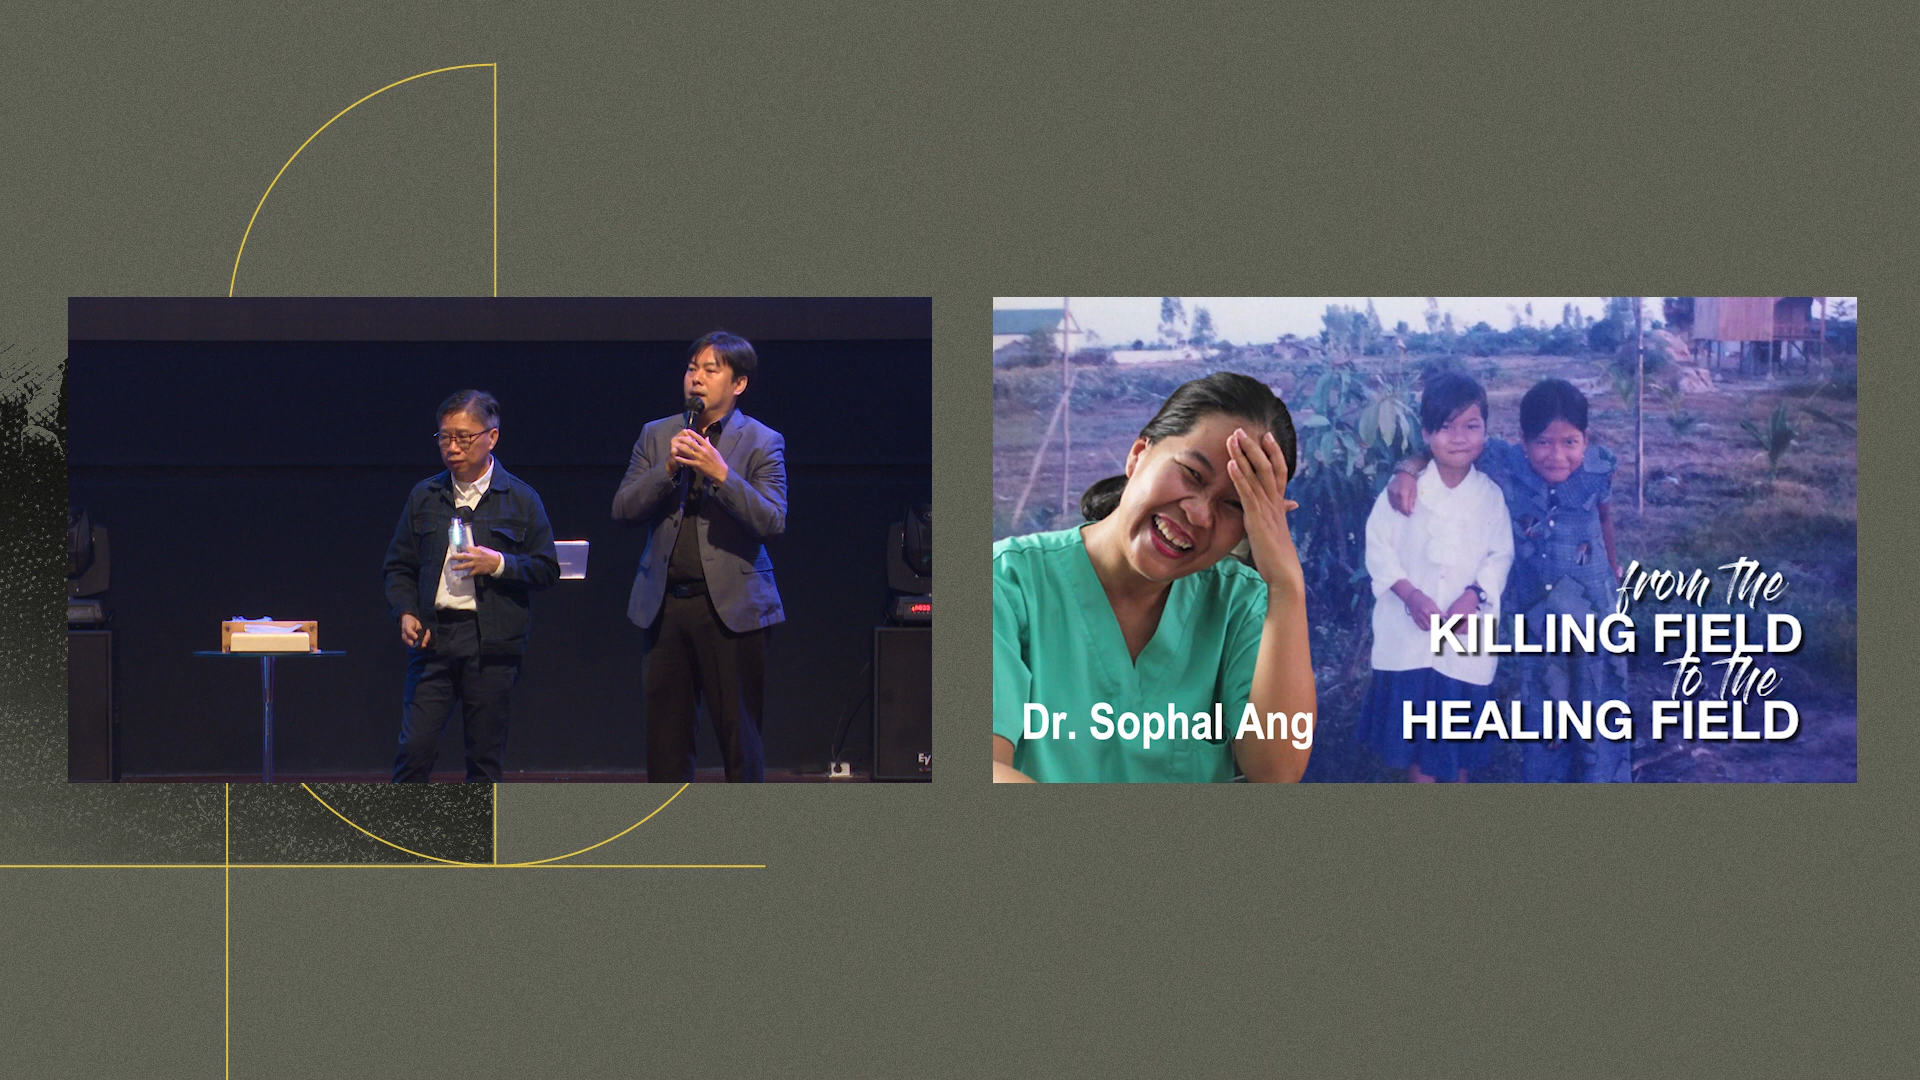 Dr. Sophal Ang
from the
KILLING FIELD
to the
HEALING FIELD